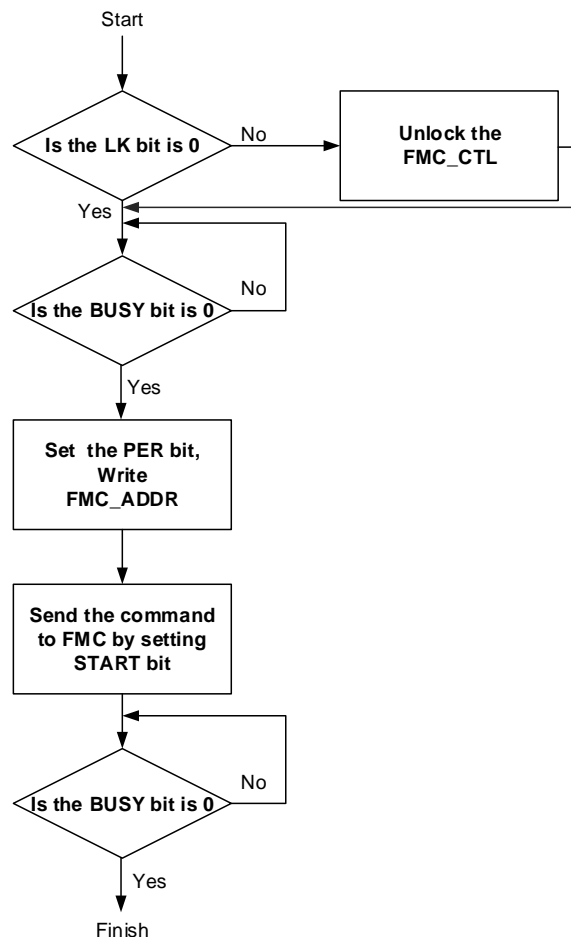 Start
Is the LK bit is 0
No
Unlock the
FMC_CTL
Yes
No
Is the BUSY bit is 0
Yes
Set the PER bit,
Write
FMC_ADDR
Send the command
to FMC by setting
START bit
No
Is the BUSY bit is 0
Yes
Finish